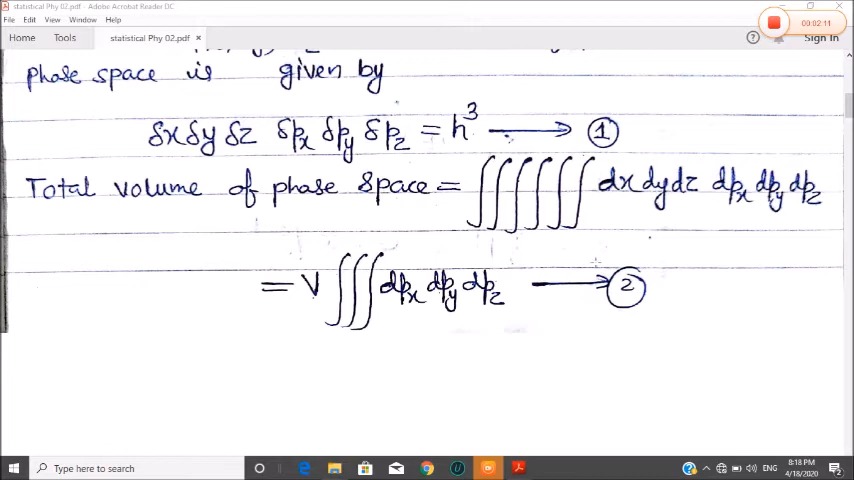 statistical Phy 02.pdf - Adobe Acrobat Reader DC
File Edit View Window Help
00:02:11
Home Tools statistical Phy 02.pdf × Sign In
phase space is given by
δx δy δz δpx δpy δpz = h³ → ①
Total volume of phase space = ∫∫∫∫∫∫ dx dy dz dpx dpy dpz
= V ∫∫∫ dpx dpy dpz → ②
Type here to search
ENG
8:18 PM
4/18/2020